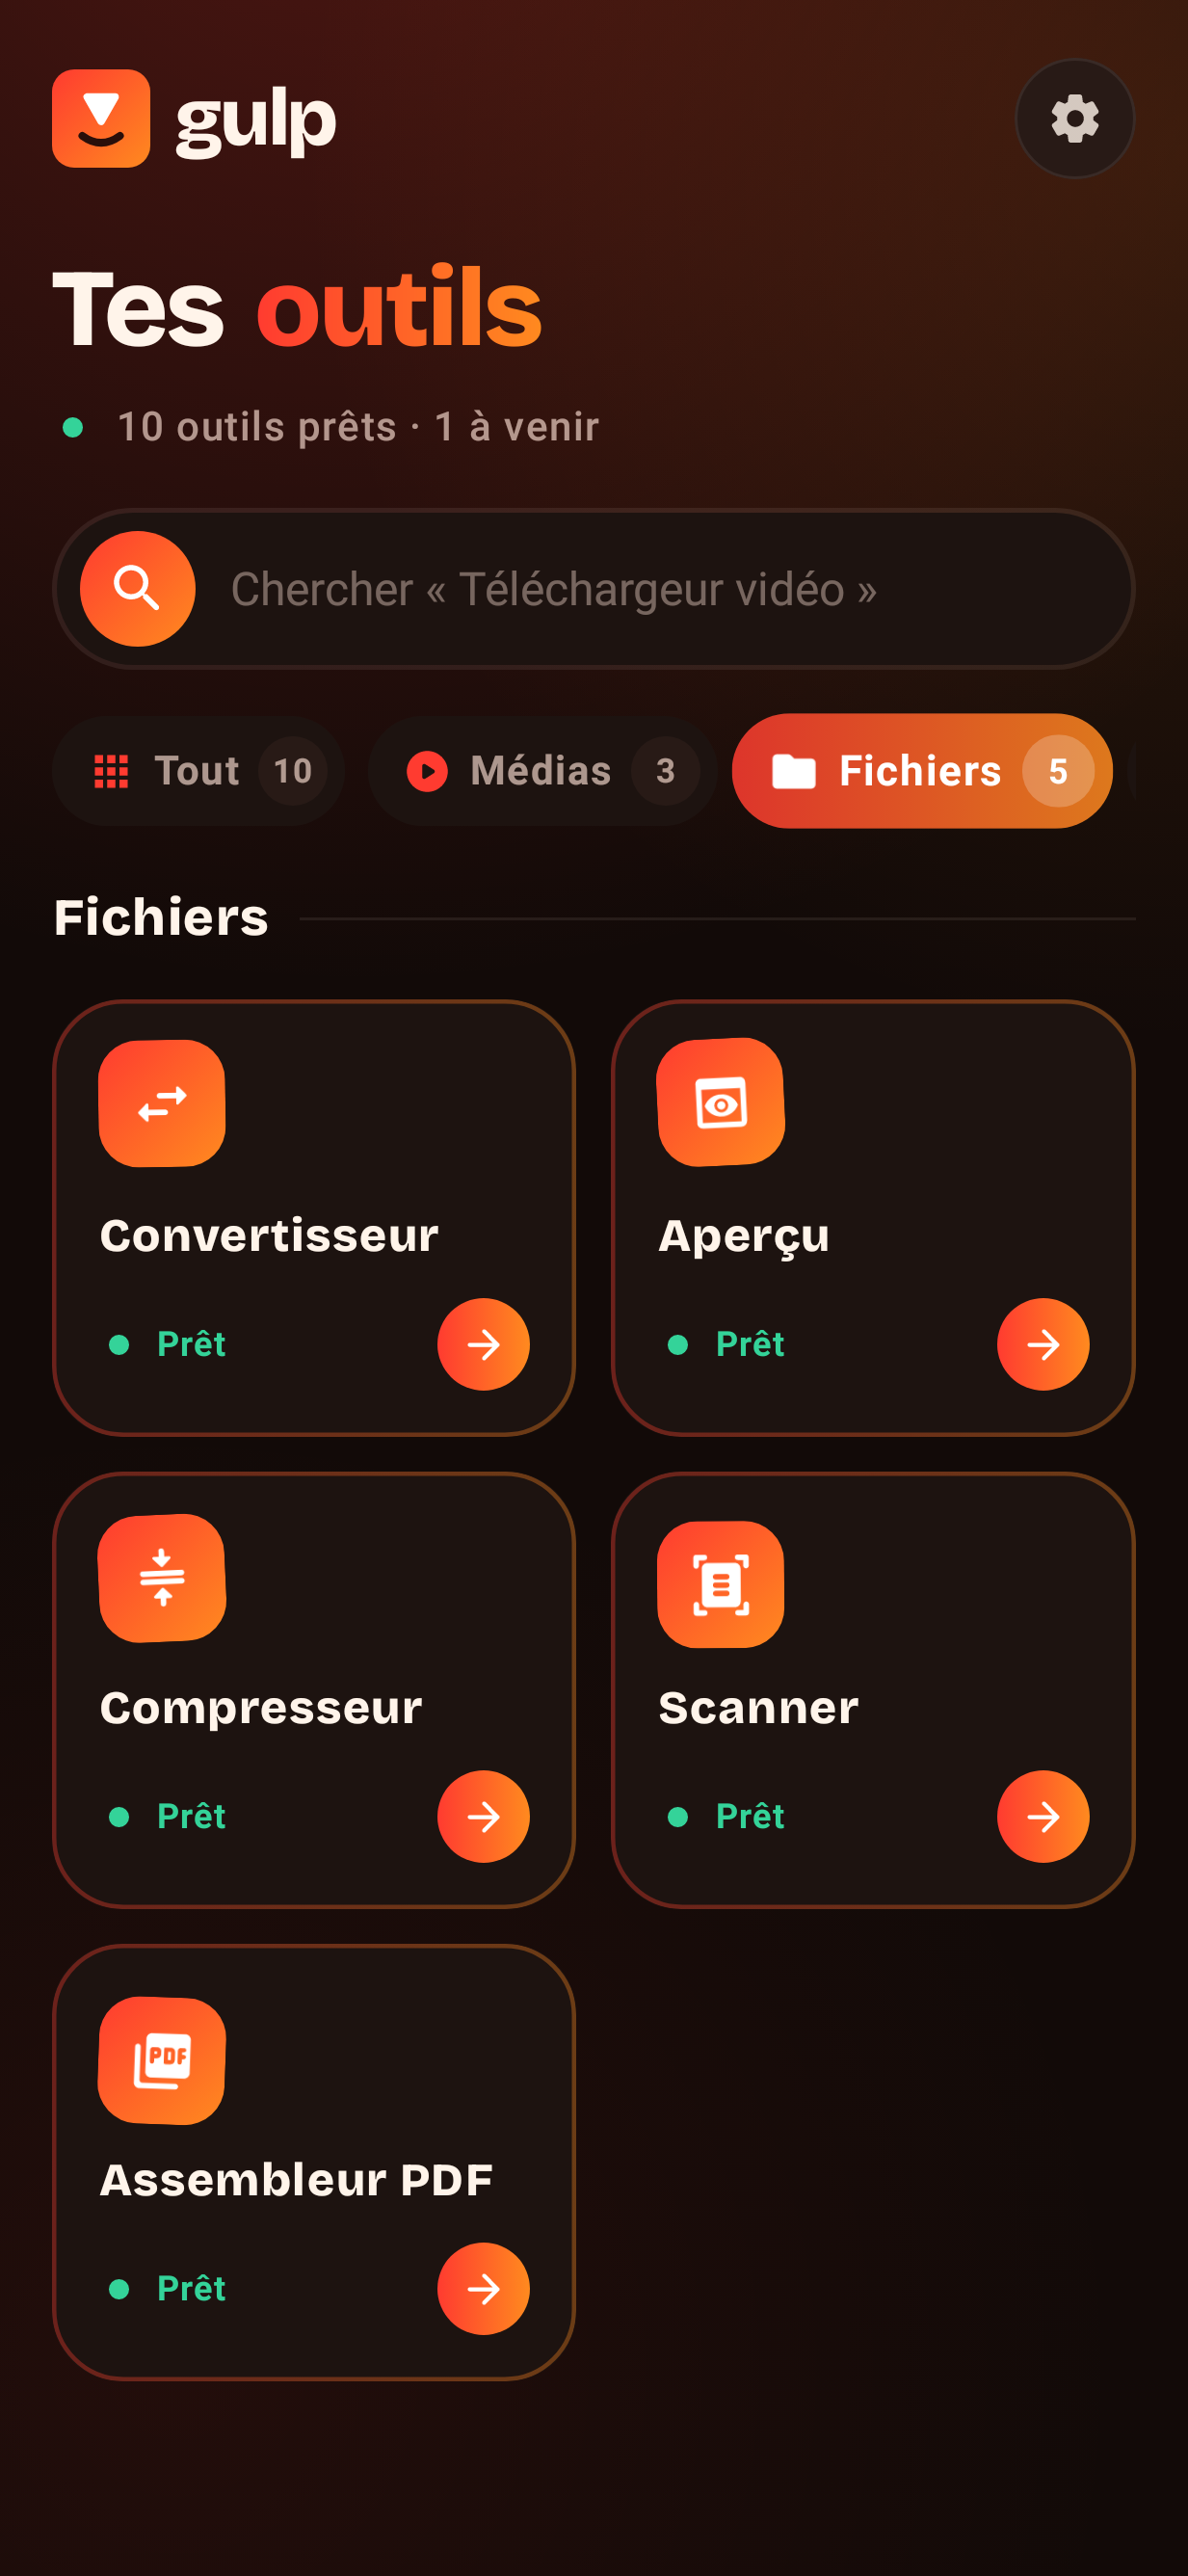 gulp
Tes outils
10 outils prêts · 1 à venir
Chercher « Téléchargeur vidéo »
Tout 10 Médias 3 Fichiers 5
Fichiers
Convertisseur
Prêt
Aperçu
Prêt
Compresseur
Prêt
Scanner
Prêt
PDF
Assembleur PDF
Prêt